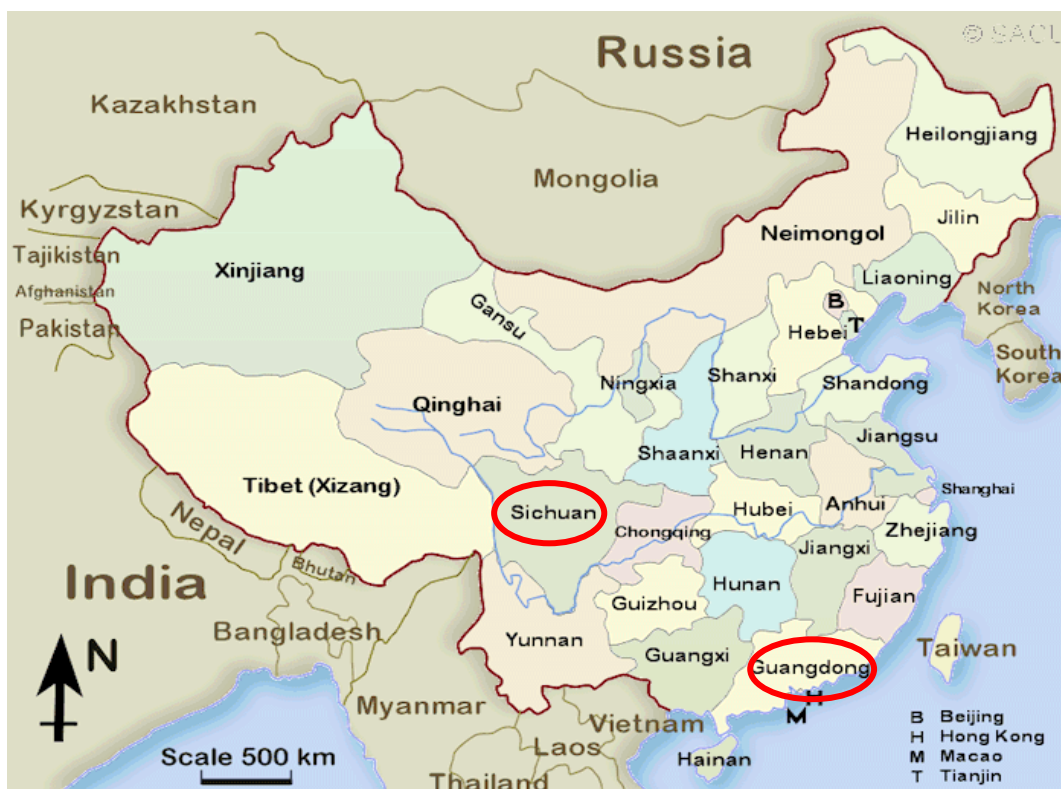 © SACU
Russia
Kazakhstan
Heilongjiang
Mongolia
Kyrgyzstan
Jilin
Neimongol
Tajikistan
Xinjiang
Liaoning
Afghanistan
North
Korea
B
Gansu
Pakistan
Hebei
T
South
Korea
Ningxia
Shanxi
Shandong
Qinghai
Jiangsu
Shaanxi
Henan
Tibet (Xizang)
Shanghai
Sichuan
Hubei
Anhui
Nepal
Chongqing
Zhejiang
Jiangxi
Bhutan
India
Hunan
Fujian
Guizhou
Bangladesh
Yunnan
Taiwan
N
Guangxi
Guangdong
H
Myanmar
M
Vietnam
B Beijing
H Hong Kong
Laos
Scale 500 km
M Macao
Hainan
T Tianjin
Thailand